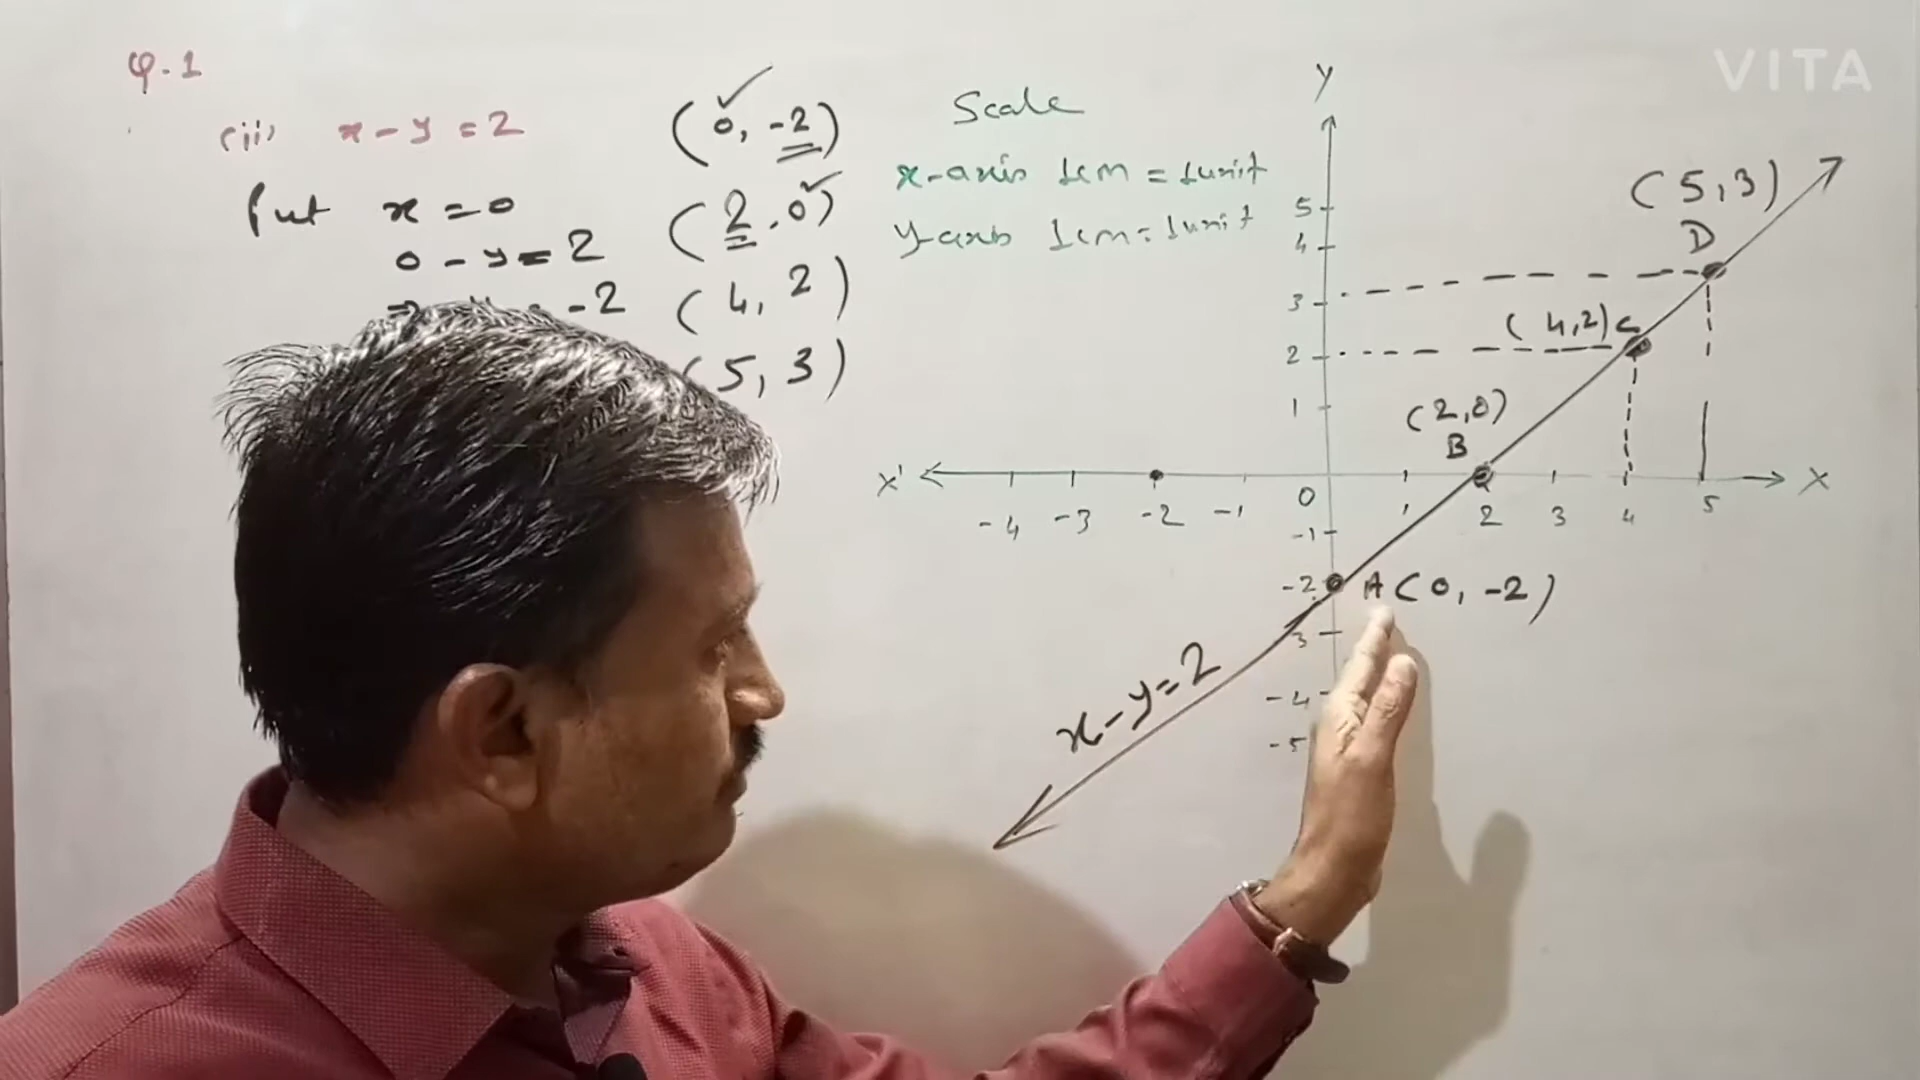 Q.1
(ii) x - y = 2
Put x = 0
0 - y = 2
-2
(0, -2)
(2, 0)
(4, 2)
(5, 3)
Scale
x-axis 1cm = 1unit
y-axis 1cm = 1unit
VITA
Y
(5,3)
D
5
4
3
(4,2) C
2
(2,0)
1
B
X'
X
-4 -3 -2 -1 0 1 2 3 4 5
-1
-2 A(0, -2)
3
-4
-5
x-y=2